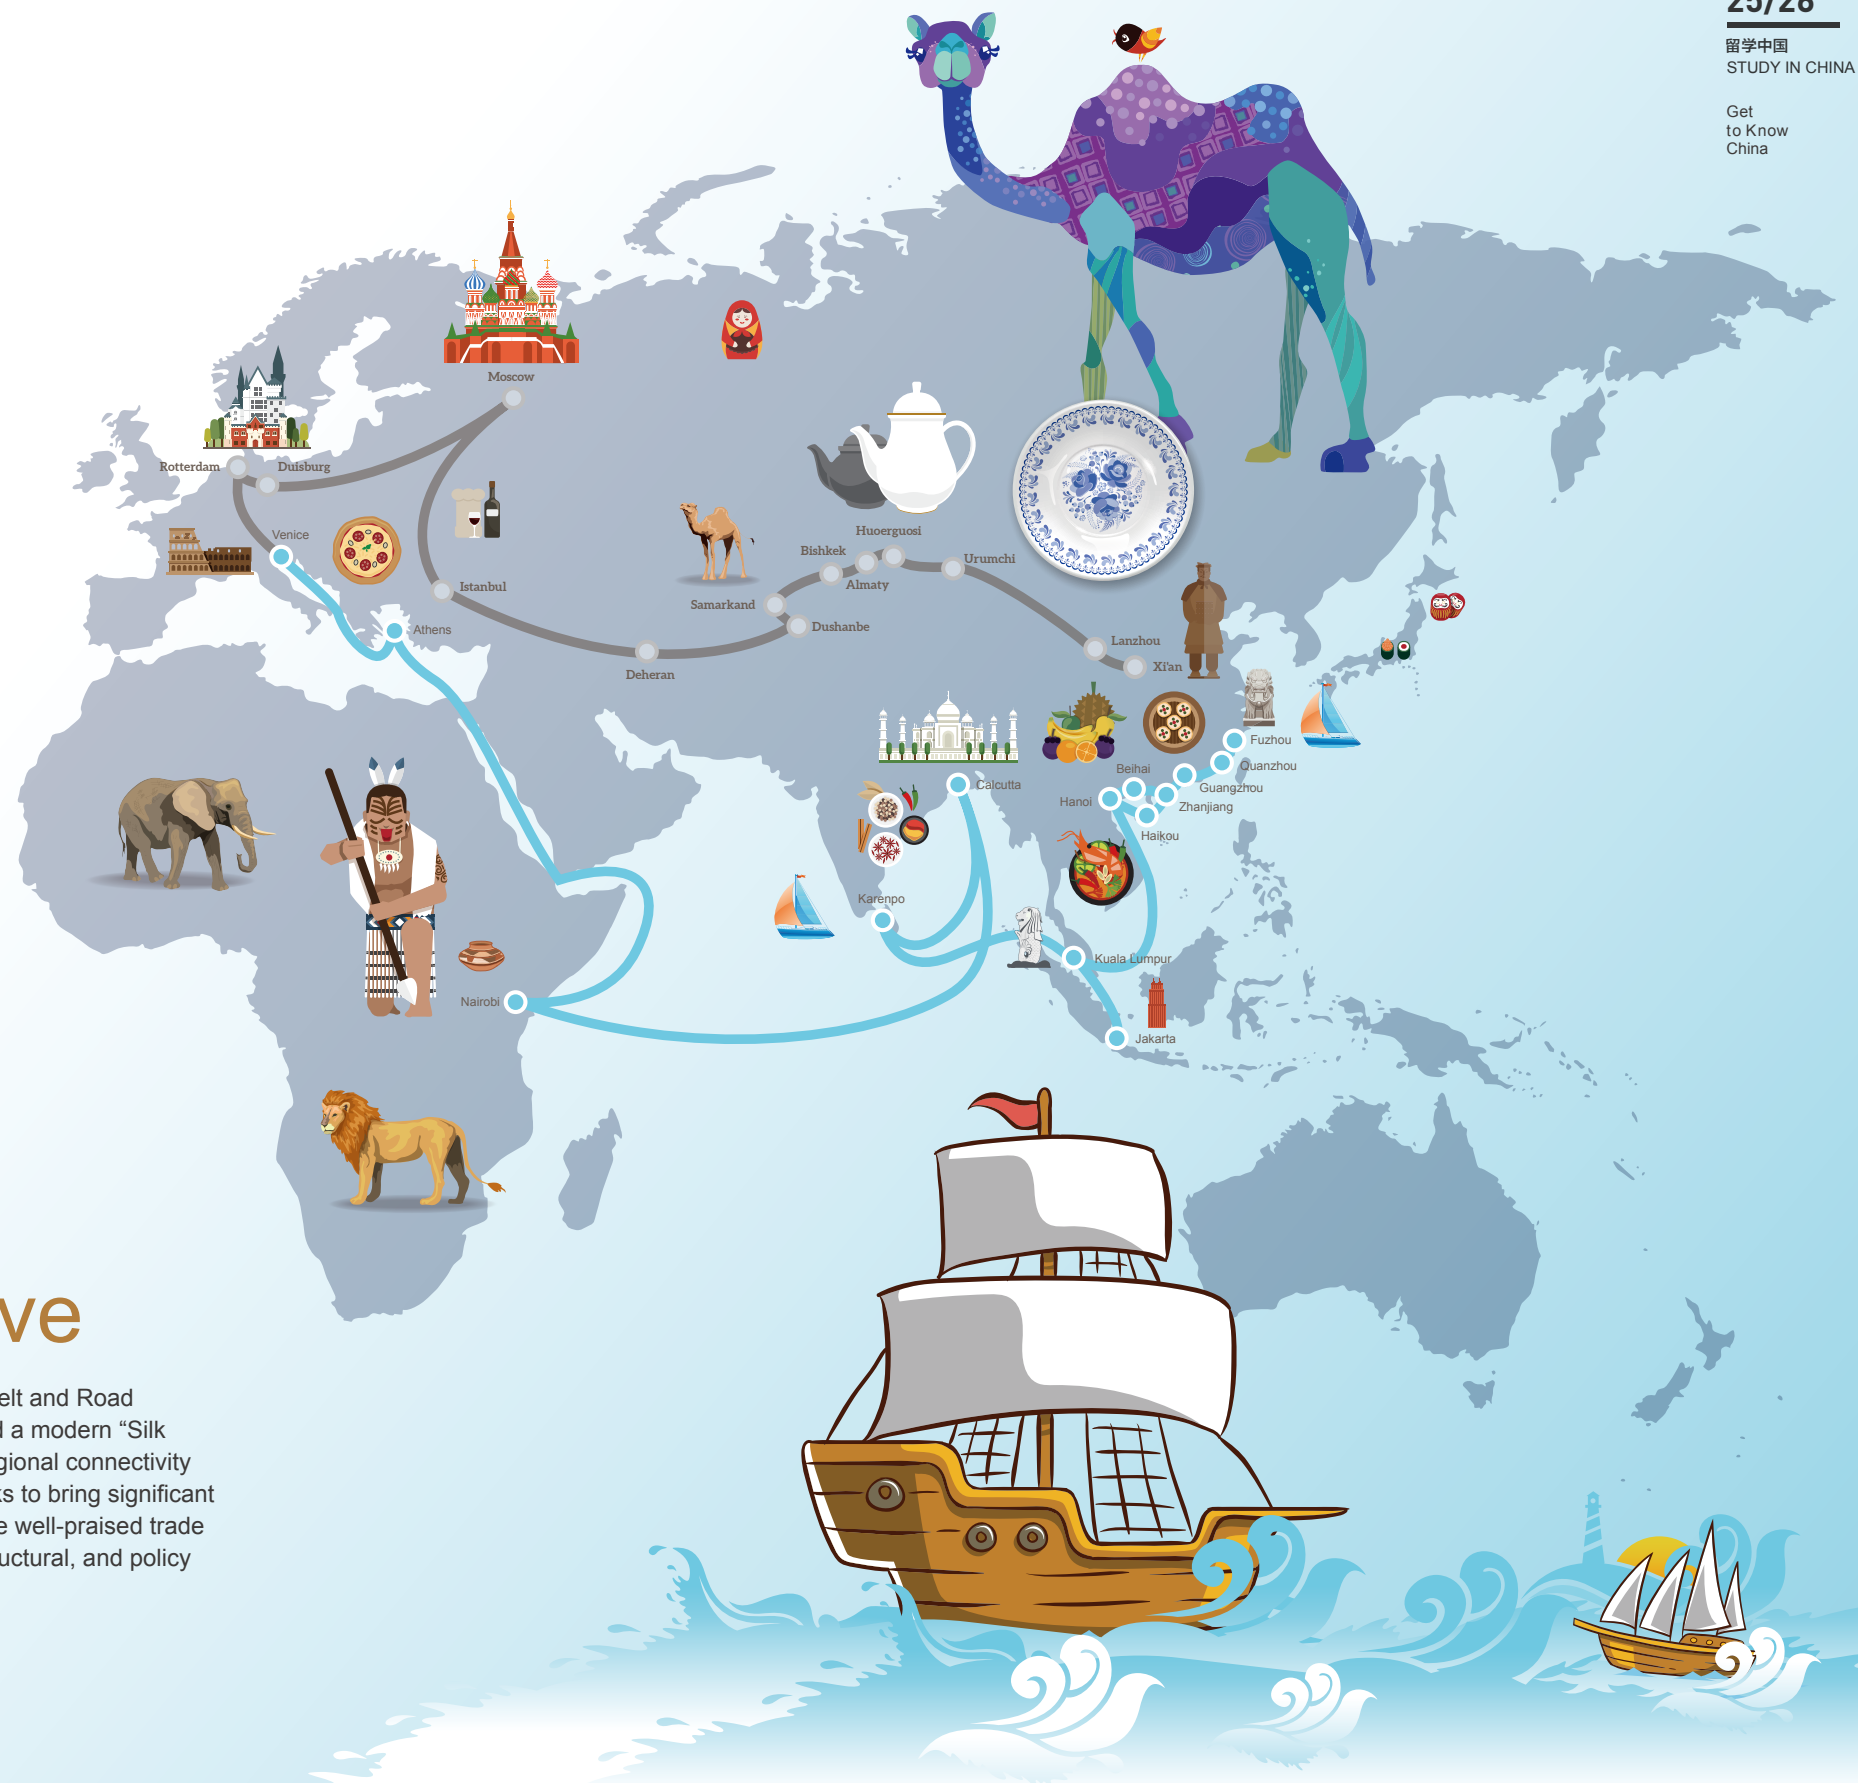 25/26
留学中国
STUDY IN CHINA
Get
to Know
China
Moscow
Rotterdam
Duisburg
Venice
Istanbul
Athens
Huoerguosi
Bishkek
Almaty
Urumchi
Samarkand
Dushanbe
Deheran
Lanzhou
Xi'an
Fuzhou
Quanzhou
Beihai
Guangzhou
Hanoi
Zhanjiang
Haikou
Calcutta
Karenpo
Kuala Lumpur
Nairobi
Jakarta
ve
elt and Road
a modern “Silk
gional connectivity
ks to bring significant
e well-praised trade
uctural, and policy